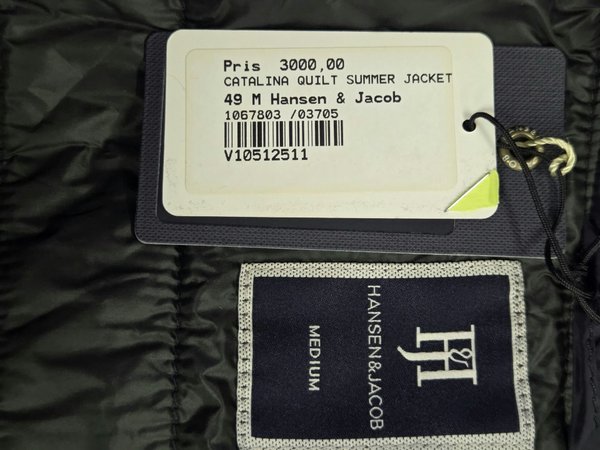 Pris 3000,00
CATALINA QUILT SUMMER JACKET
49 M Hansen & Jacob
1067803 /03705
V10512511
H&J
HANSEN&JACOB
MEDIUM